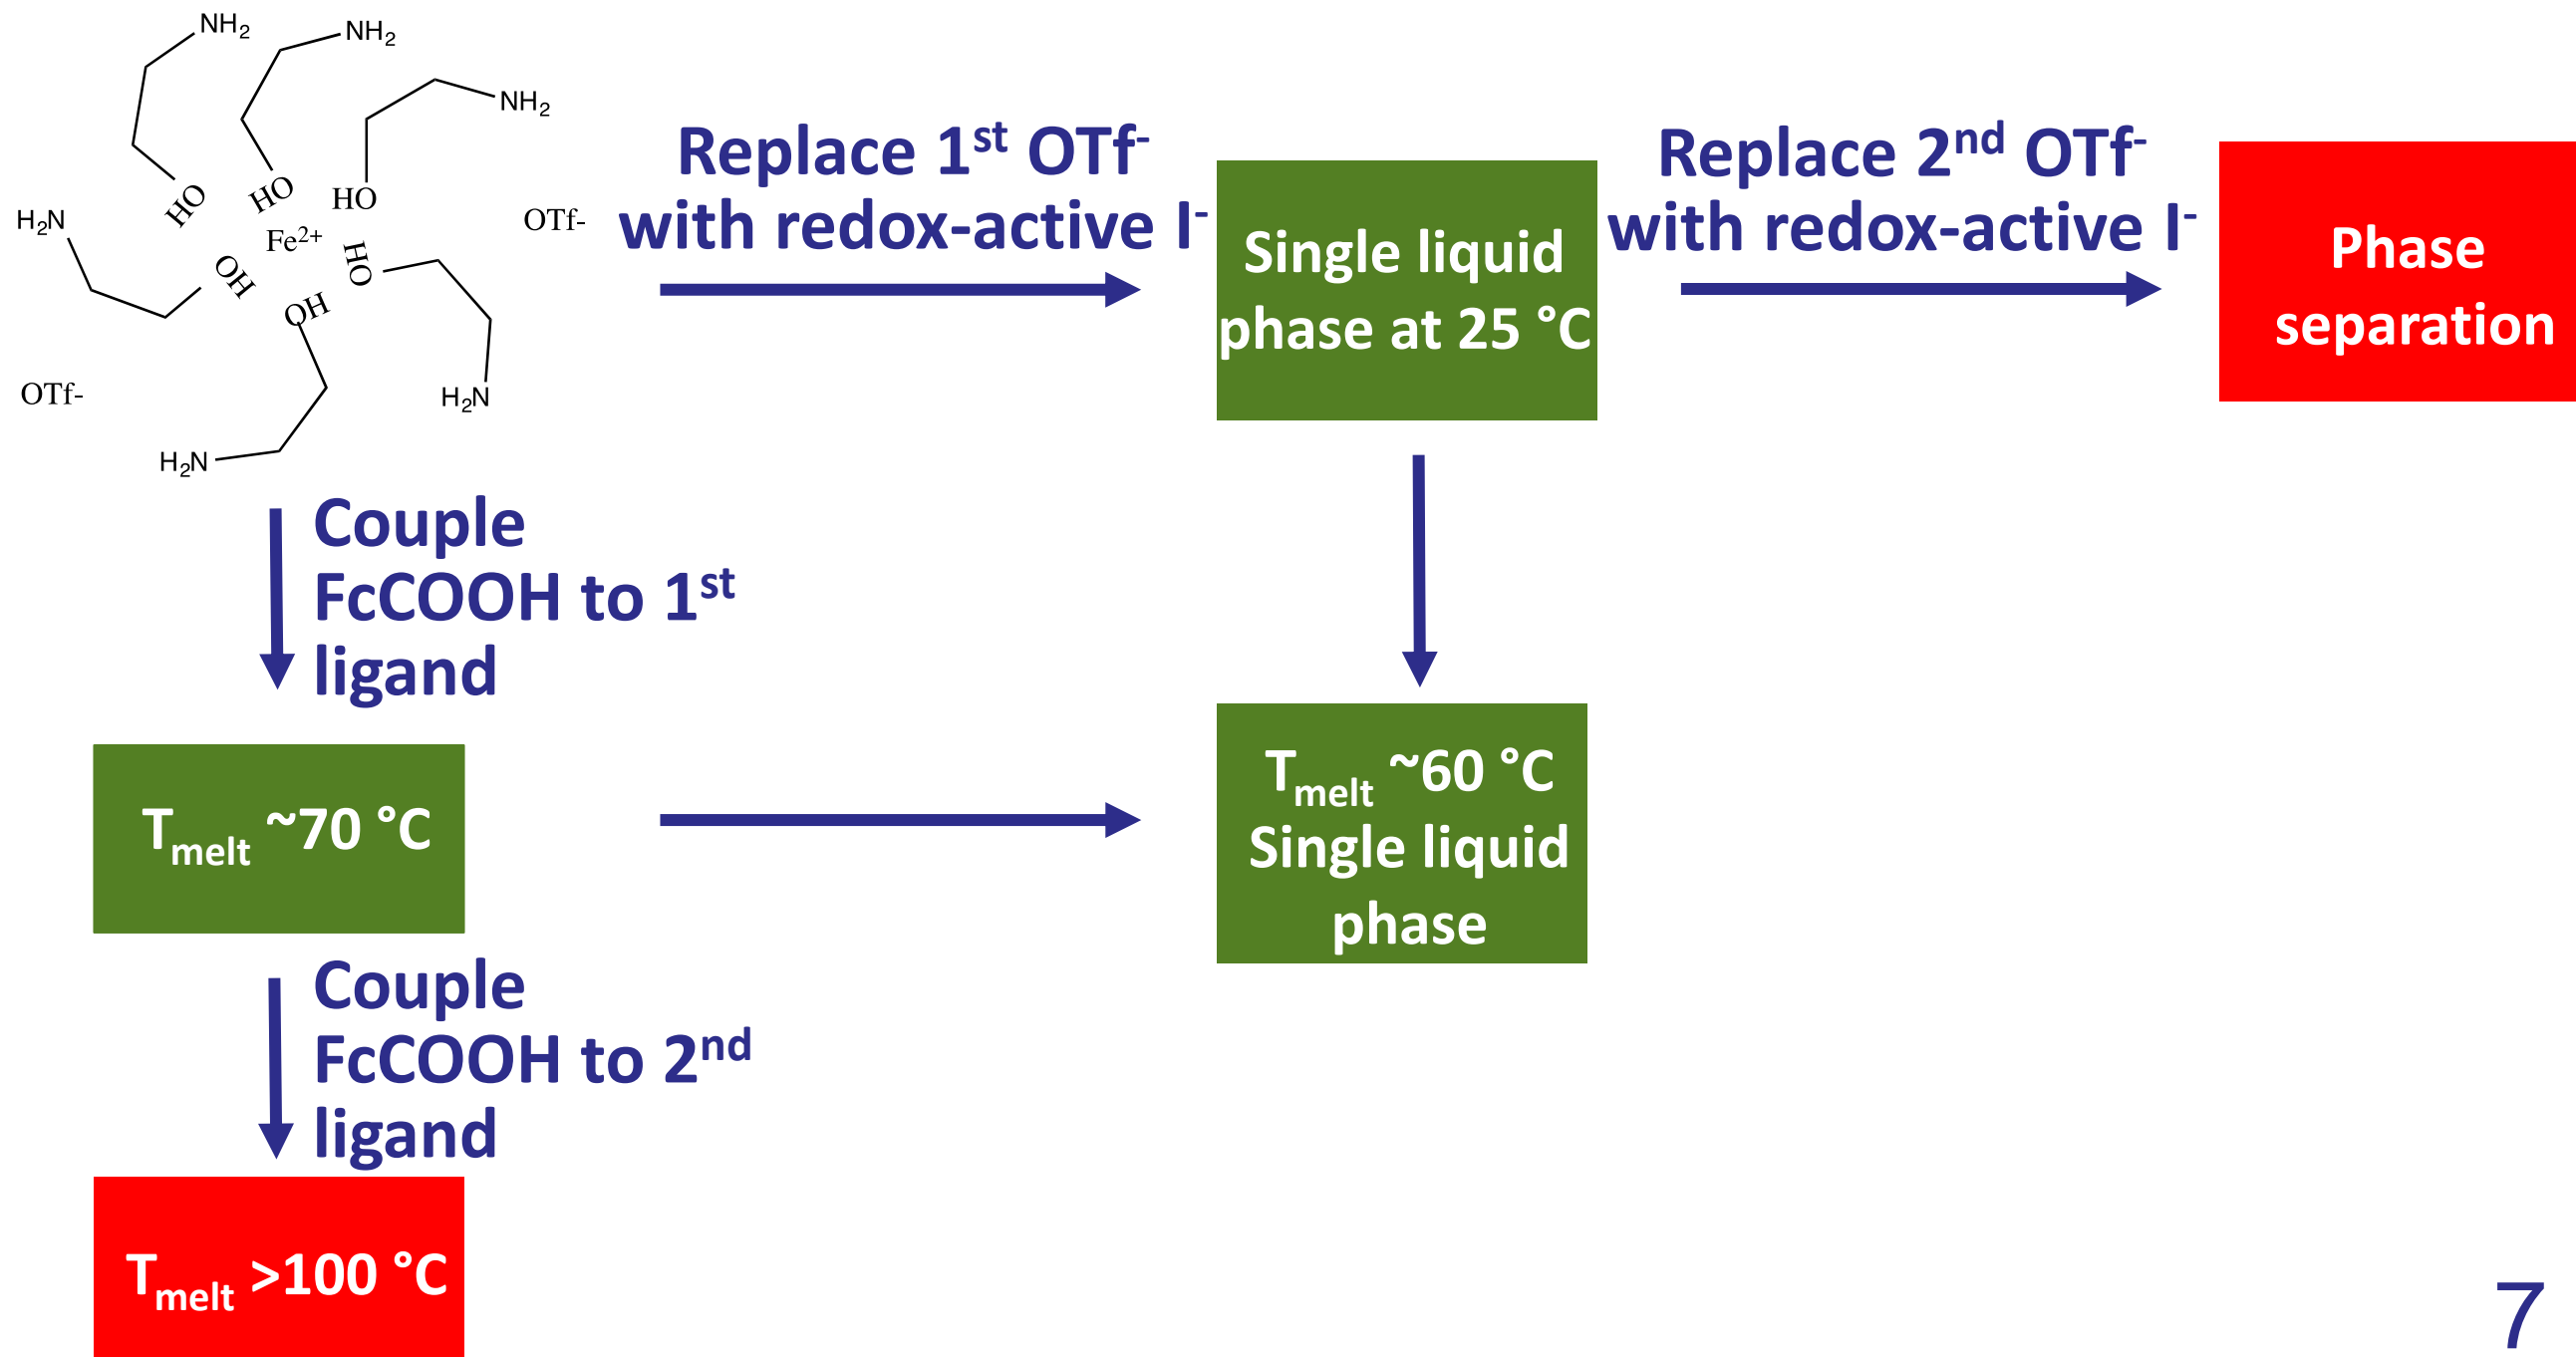 NH2
NH2
NH2
HO
HO
HO
H2N
Fe2+
OTf-
OH
HO
OH
OTf-
H2N
H2N
Replace 1st OTf-
with redox-active I-
Single liquid
phase at 25 °C
Replace 2nd OTf-
with redox-active I-
Phase
separation
Couple
FcCOOH to 1st
ligand
Tmelt ~70 °C
Tmelt ~60 °C
Single liquid
phase
Couple
FcCOOH to 2nd
ligand
Tmelt >100 °C
7